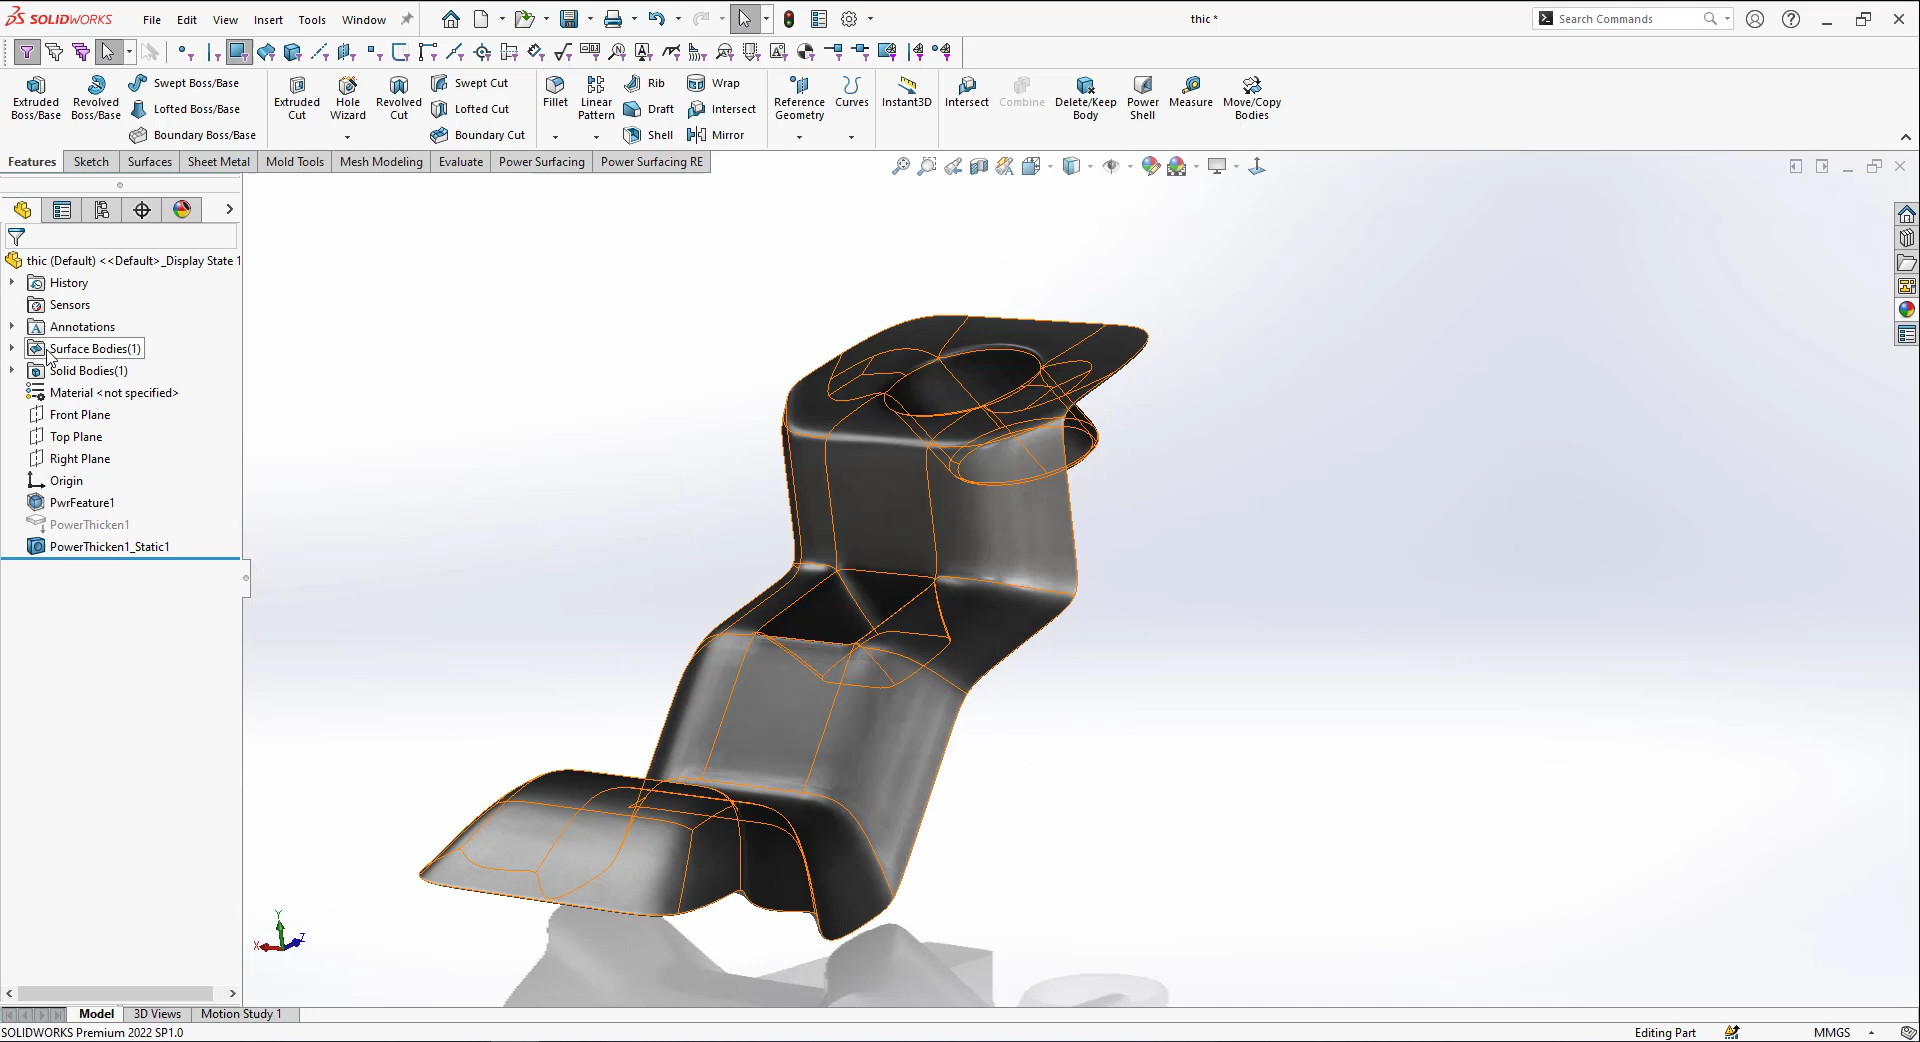 SOLIDWORKS File Edit View Insert Tools Window thic * Search Commands
Extruded Boss/Base
Revolved Boss/Base
Swept Boss/Base
Lofted Boss/Base
Boundary Boss/Base
Extruded Cut
Hole Wizard
Revolved Cut
Swept Cut
Lofted Cut
Boundary Cut
Fillet
Linear Pattern
Rib
Draft
Shell
Wrap
Intersect
Mirror
Reference Geometry
Curves
Instant3D
Intersect
Combine
Delete/Keep Body
Power Shell
Measure
Move/Copy Bodies
Features Sketch Surfaces Sheet Metal Mold Tools Mesh Modeling Evaluate Power Surfacing Power Surfacing RE
thic (Default) <<Default>_Display State 1
History
Sensors
A Annotations
Surface Bodies(1)
Solid Bodies(1)
Material <not specified>
Front Plane
Top Plane
Right Plane
Origin
PwrFeature1
PowerThicken1
PowerThicken1_Static1
Y
X
Z
Model 3D Views Motion Study 1
SOLIDWORKS Premium 2022 SP1.0 Editing Part MMGS